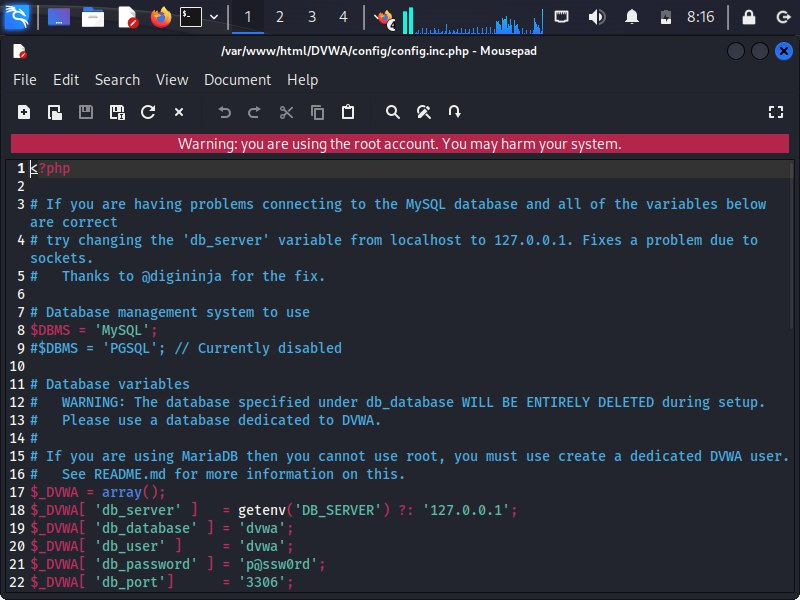 1 2 3 4 8:16
/var/www/html/DVWA/config/config.inc.php - Mousepad
File Edit Search View Document Help
Warning: you are using the root account. You may harm your system.
1 <?php
2
3 # If you are having problems connecting to the MySQL database and all of the variables below
are correct
4 # try changing the 'db_server' variable from localhost to 127.0.0.1. Fixes a problem due to
sockets.
5 #   Thanks to @digininja for the fix.
6
7 # Database management system to use
8 $DBMS = 'MySQL';
9 #$DBMS = 'PGSQL'; // Currently disabled
10
11 # Database variables
12 #   WARNING: The database specified under db_database WILL BE ENTIRELY DELETED during setup.
13 #   Please use a database dedicated to DVWA.
14 #
15 # If you are using MariaDB then you cannot use root, you must use create a dedicated DVWA user.
16 #   See README.md for more information on this.
17 $_DVWA = array();
18 $_DVWA[ 'db_server' ]   = getenv('DB_SERVER') ?: '127.0.0.1';
19 $_DVWA[ 'db_database' ] = 'dvwa';
20 $_DVWA[ 'db_user' ]     = 'dvwa';
21 $_DVWA[ 'db_password' ] = 'p@ssw0rd';
22 $_DVWA[ 'db_port']      = '3306';